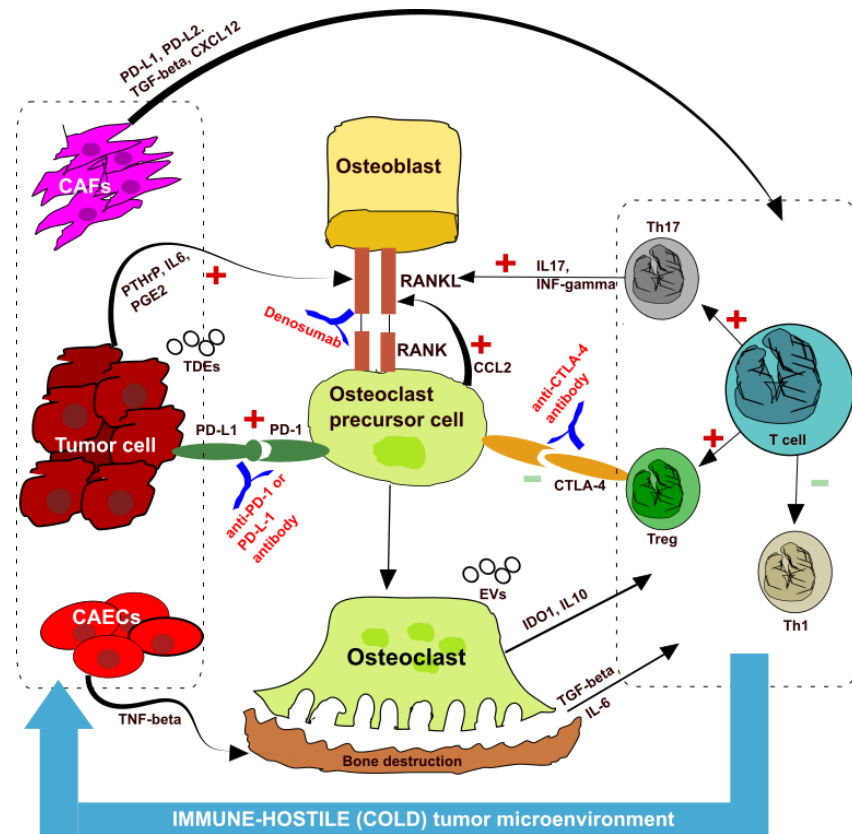 PD-L1, PD-L2.
TGF-beta, CXCL12
CAFs
Osteoblast
Th17
PTHrP, IL6,
PGE2
+
RANKL
+
IL17,
INF-gamma
+
Denosumab
TDEs
RANK
+
CCL2
anti-CTLA-4
antibody
Osteoclast
precursor cell
Tumor cell
PD-L1
+
PD-1
T cell
+
-
CTLA-4
-
anti-PD-1 or
PD-L-1
antibody
Treg
EVs
IDO1, IL10
Th1
CAECs
Osteoclast
TGF-beta,
IL-6
TNF-beta
Bone destruction
IMMUNE-HOSTILE (COLD) tumor microenvironment